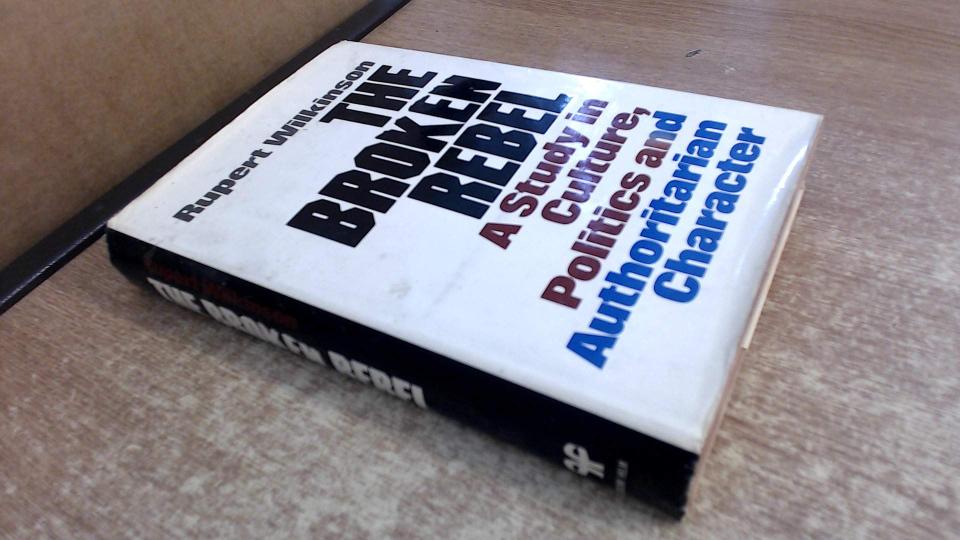 Rupert Wilkinson
THE
BROKEN
REBEL
A Study in
Culture,
Politics and
Authoritarian
Character
Rupert Wilkinson
THE BROKEN REBEL